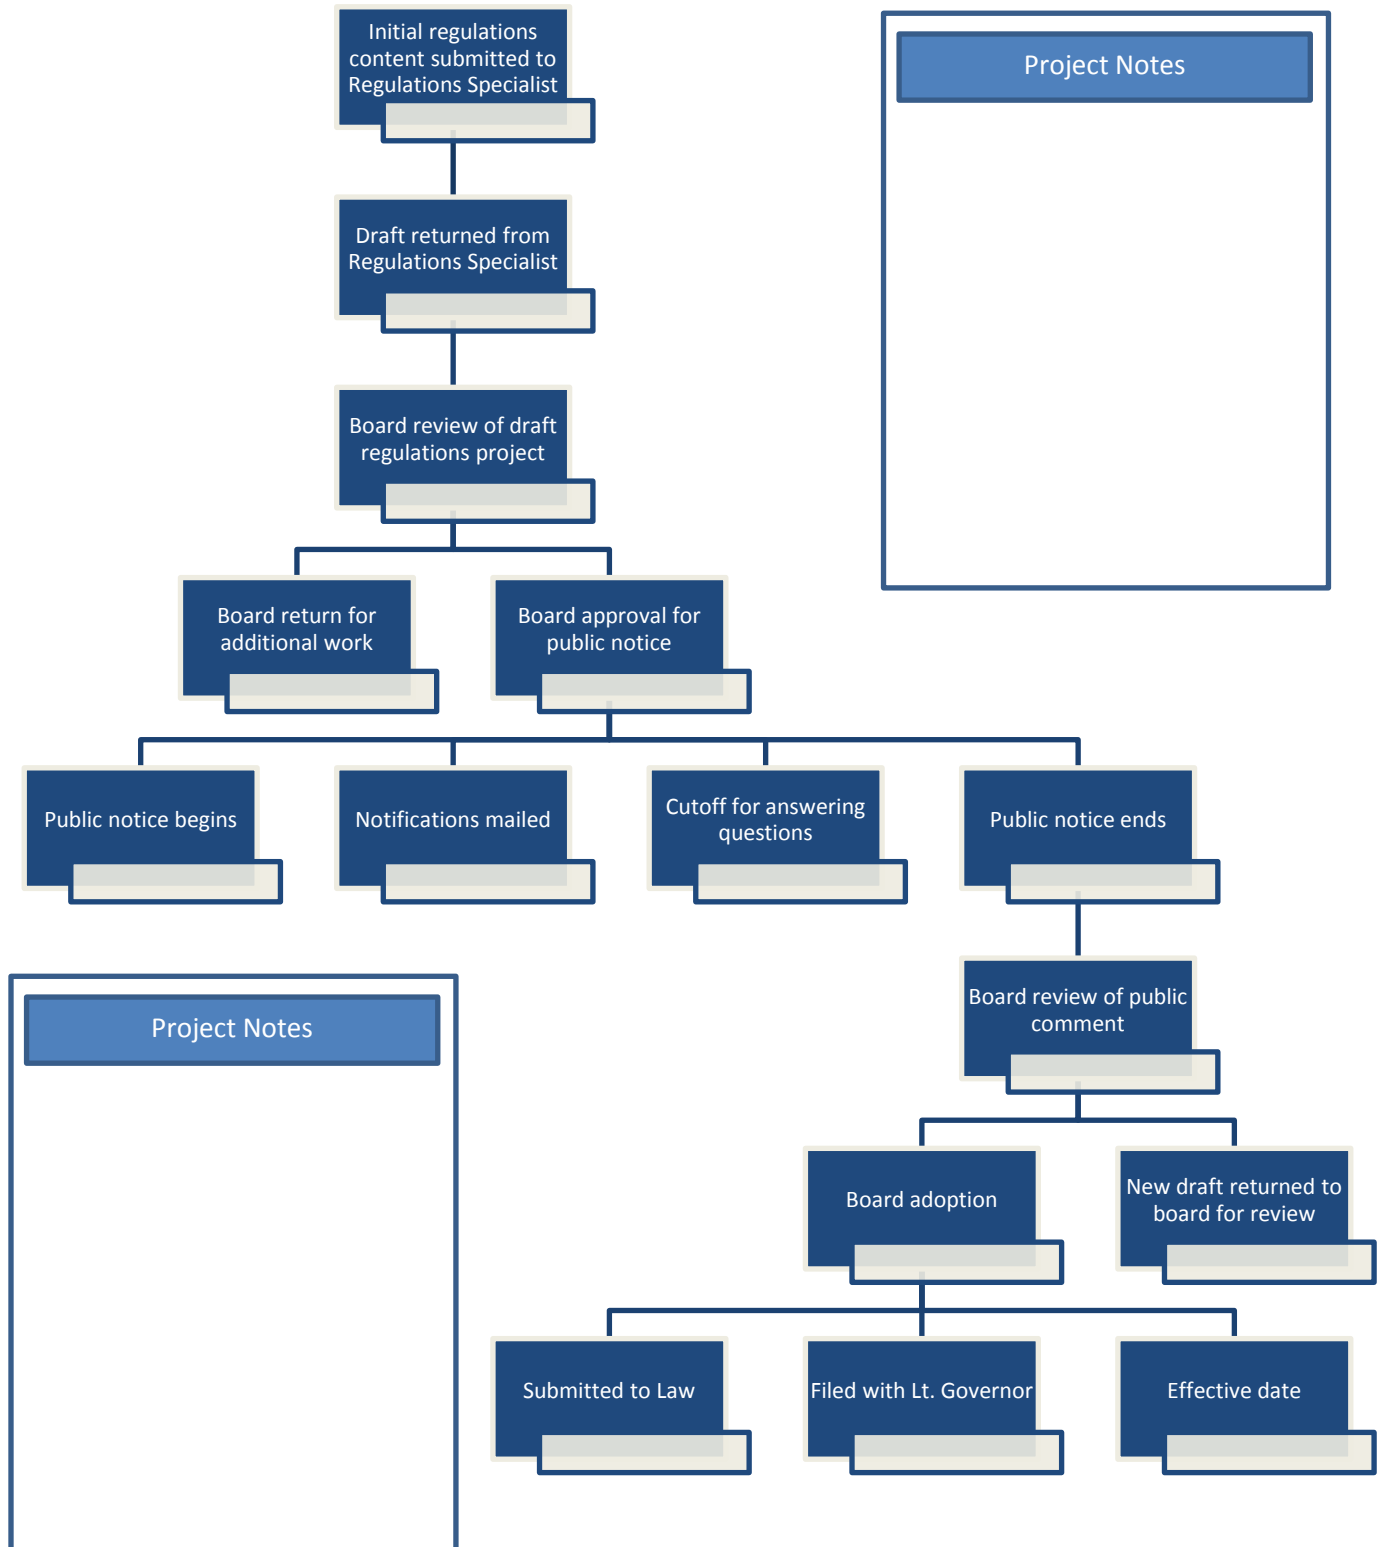 Initial regulations
content submitted to
Regulations Specialist
Project Notes
Draft returned from
Regulations Specialist
Board review of draft
regulations project
Board return for
additional work
Board approval for
public notice
Public notice begins
Notifications mailed
Cutoff for answering
questions
Public notice ends
Project Notes
Board review of public
comment
Board adoption
New draft returned to
board for review
Submitted to Law
Filed with Lt. Governor
Effective date